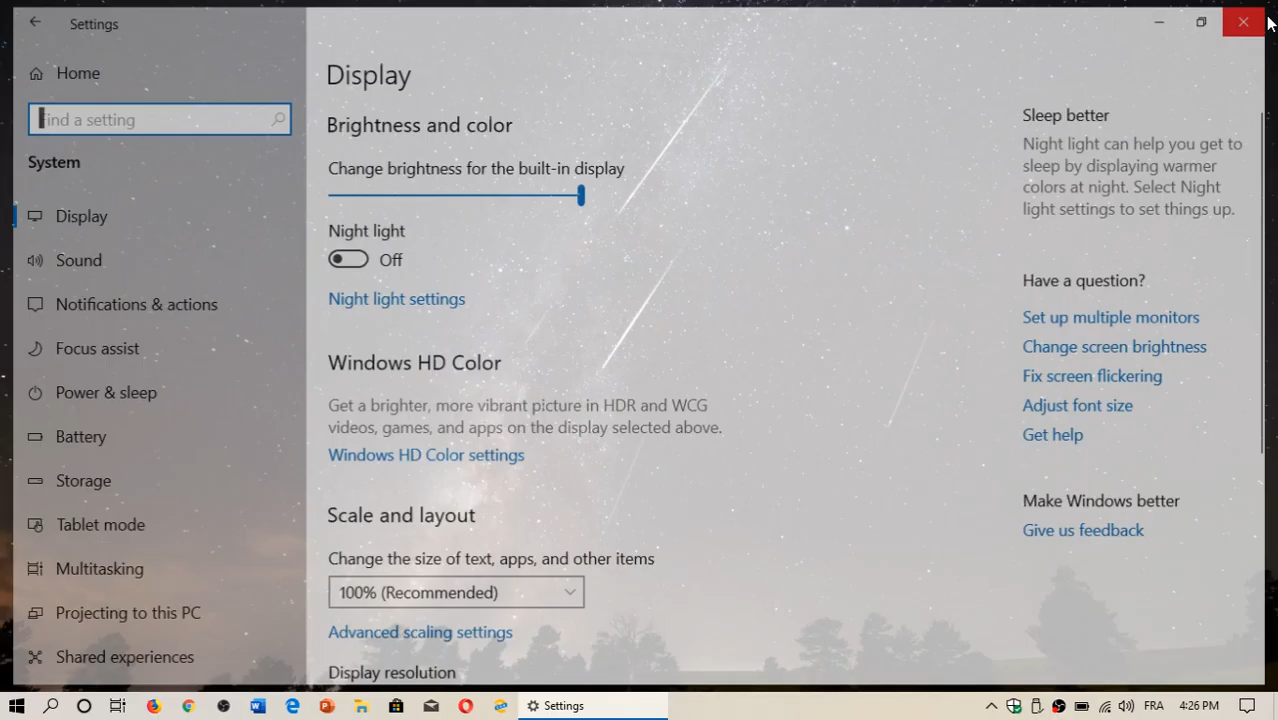 Settings
Home
Find a setting
System
Display
Sound
Notifications & actions
Focus assist
Power & sleep
Battery
Storage
Tablet mode
Multitasking
Projecting to this PC
Shared experiences
Display
Brightness and color
Change brightness for the built-in display
Night light
Off
Night light settings
Windows HD Color
Get a brighter, more vibrant picture in HDR and WCG
videos, games, and apps on the display selected above.
Windows HD Color settings
Scale and layout
Change the size of text, apps, and other items
100% (Recommended)
Advanced scaling settings
Display resolution
Sleep better
Night light can help you get to
sleep by displaying warmer
colors at night. Select Night
light settings to set things up.
Have a question?
Set up multiple monitors
Change screen brightness
Fix screen flickering
Adjust font size
Get help
Make Windows better
Give us feedback
Settings
FRA
4:26 PM